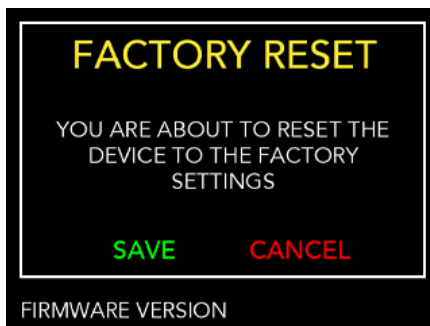 FACTORY RESET
YOU ARE ABOUT TO RESET THE
DEVICE TO THE FACTORY
SETTINGS
SAVE CANCEL
FIRMWARE VERSION